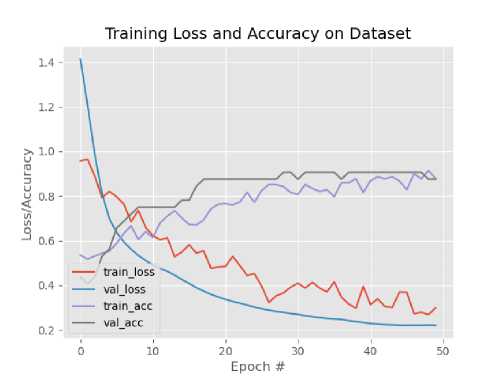 Training Loss and Accuracy on Dataset
Loss/Accuracy
1.4
1.2
1.0
0.8
0.6
0.4
0.2
train_loss
val_loss
train_acc
val_acc
0 10 20 30 40 50
Epoch #